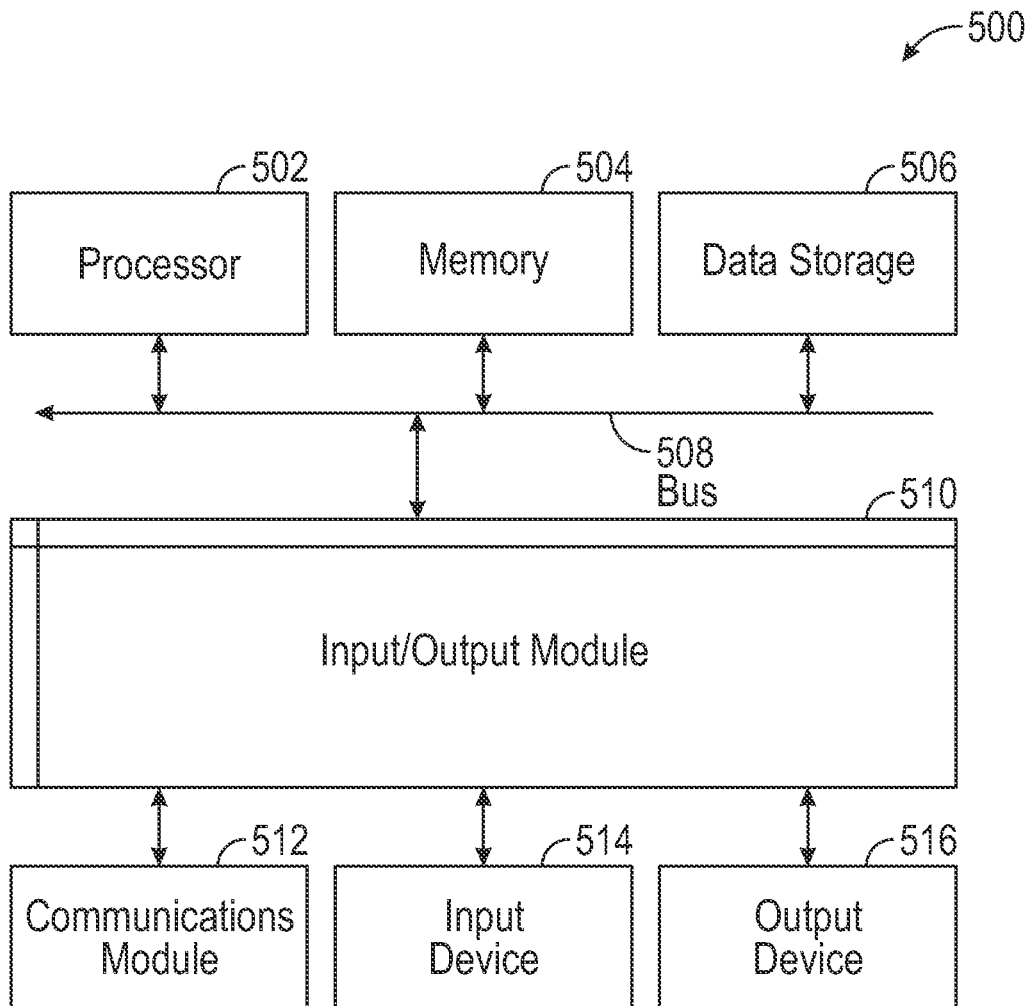 500
502
504
506
Processor
Memory
Data Storage
508
Bus
510
Input/Output Module
512
514
516
Communications
Module
Input
Device
Output
Device